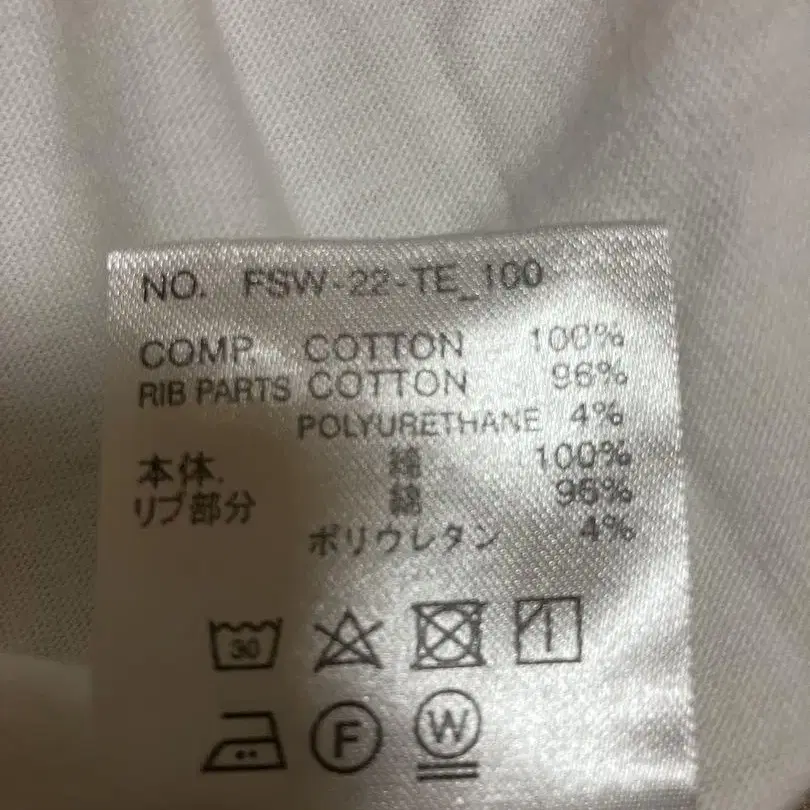 NO. FSW-22-TE_100
COMP. COTTON 100%
RIB PARTS COTTON 96%
POLYURETHANE 4%
本体. 綿 100%
リブ部分 綿 96%
ポリウレタン 4%
30
F W